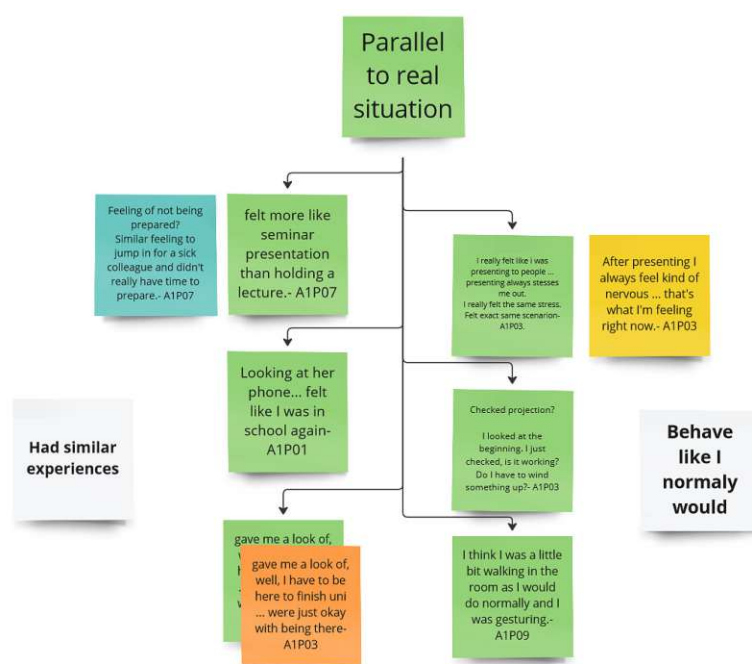 Parallel
to real
situation
Feeling of not being
prepared?
Similar feeling to
jump in for a sick
colleague and didn't
really have time to
prepare.- A1P07
felt more like
seminar
presentation
than holding a
lecture.- A1P07
I really felt like i was
presenting to people ...
presenting always stesses
me out.
I really felt the same stress.
Felt exact same scenarion-
A1P03.
After presenting I
always feel kind of
nervous ... that's
what I'm feeling
right now.- A1P03
Looking at her
phone... felt
like I was in
school again-
A1P01
Had similar
experiences
Checked projection?
I looked at the
beginning. I just
checked, is it working?
Do I have to wind
something up?- A1P03
Behave
like I
normaly
would
gave me a look of,
gave me a look of,
well, I have to be
here to finish uni
... were just okay
with being there-
A1P03
I think I was a little
bit walking in the
room as I would
do normally and I
was gesturing.-
A1P09